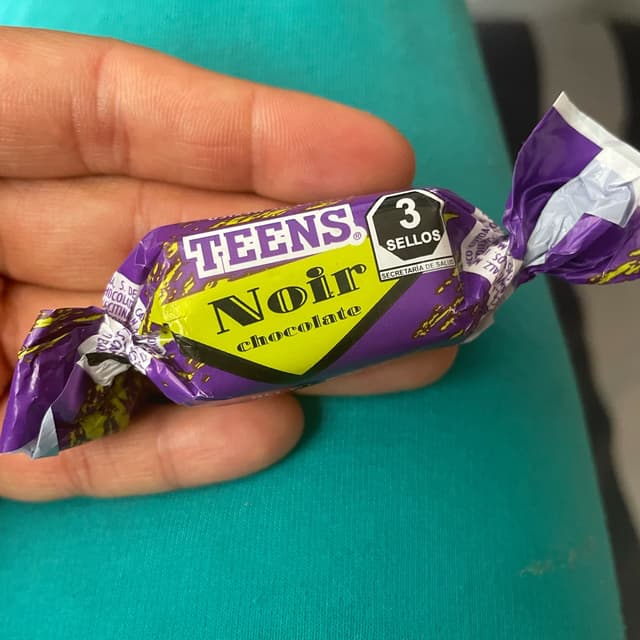 TEENS®
Noir
chocolate
3
SELLOS
SECRETARÍA DE SALUD